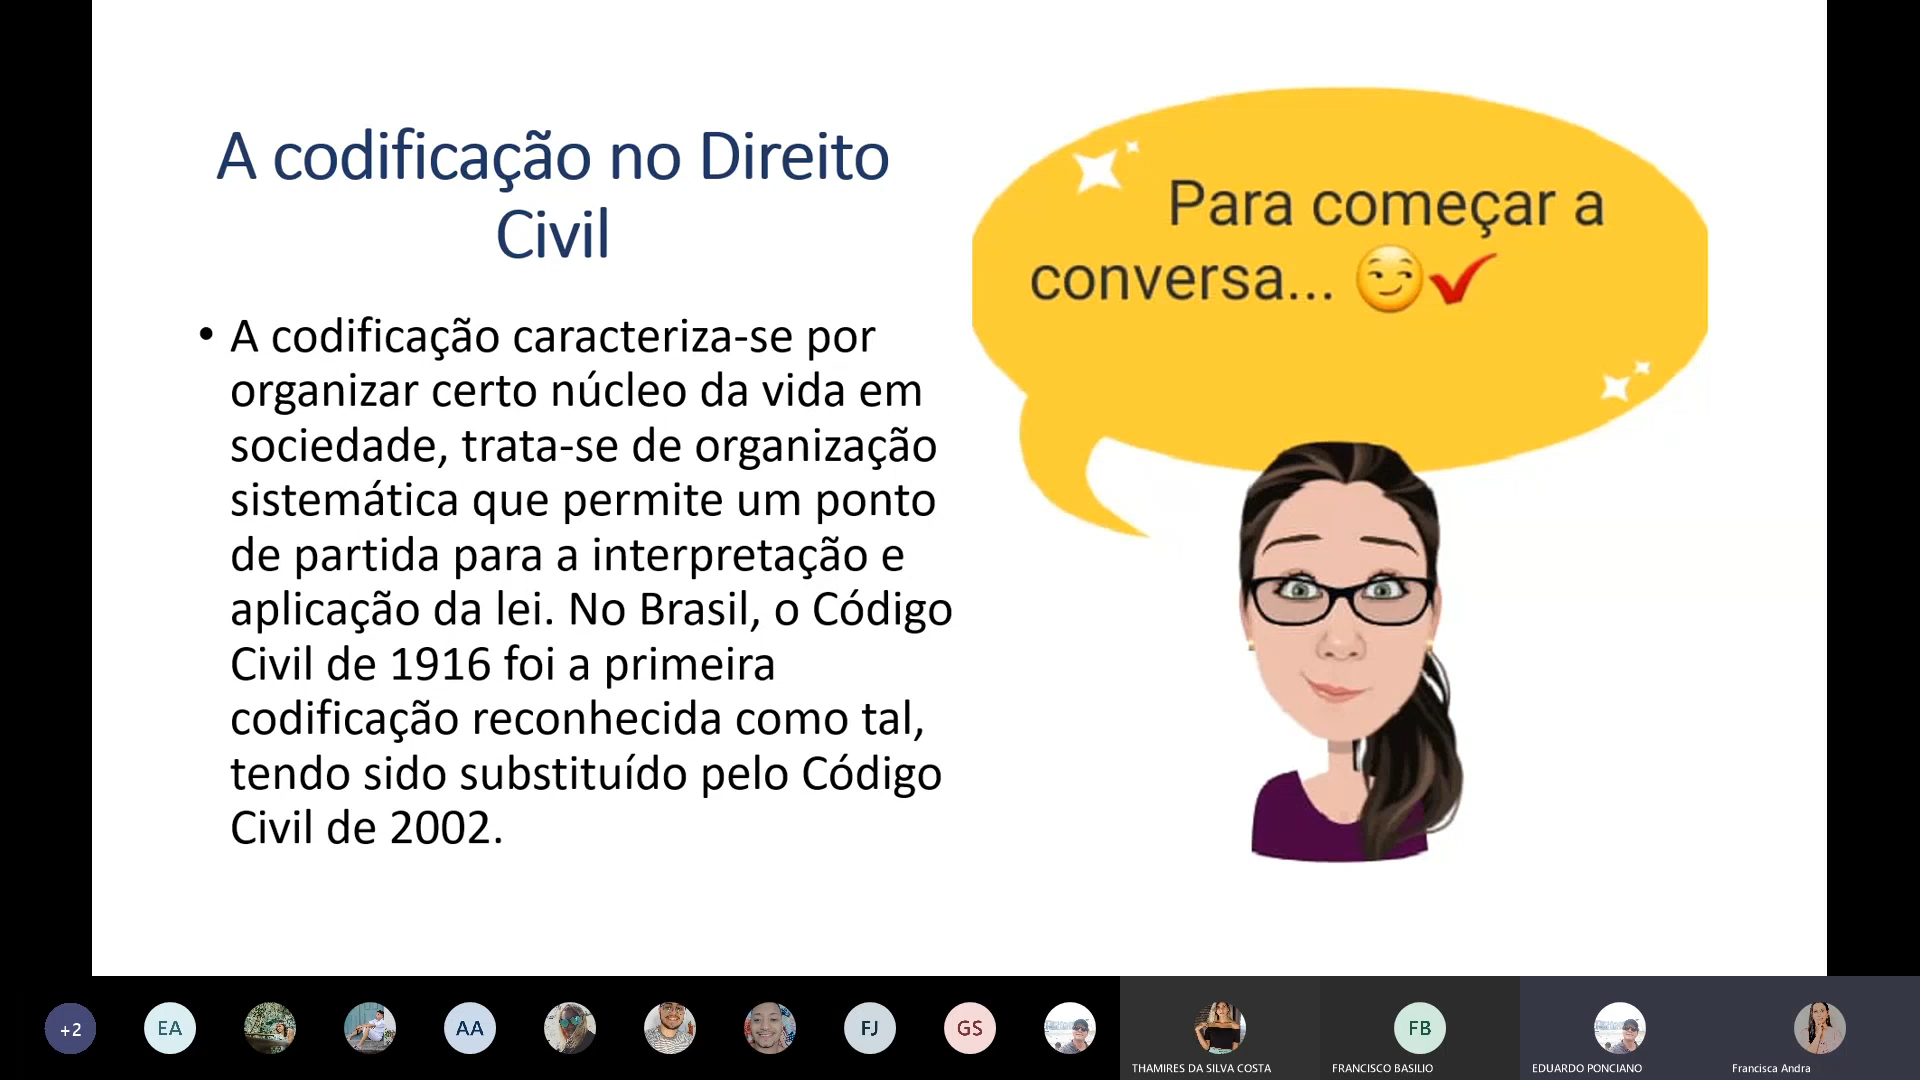 A codificação no Direito
Civil
• A codificação caracteriza-se por
organizar certo núcleo da vida em
sociedade, trata-se de organização
sistemática que permite um ponto
de partida para a interpretação e
aplicação da lei. No Brasil, o Código
Civil de 1916 foi a primeira
codificação reconhecida como tal,
tendo sido substituído pelo Código
Civil de 2002.
Para começar a
conversa...
+2
EA
AA
FJ
GS
FB
THAMIRES DA SILVA COSTA
FRANCISCO BASILIO
EDUARDO PONCIANO
Francisca Andra